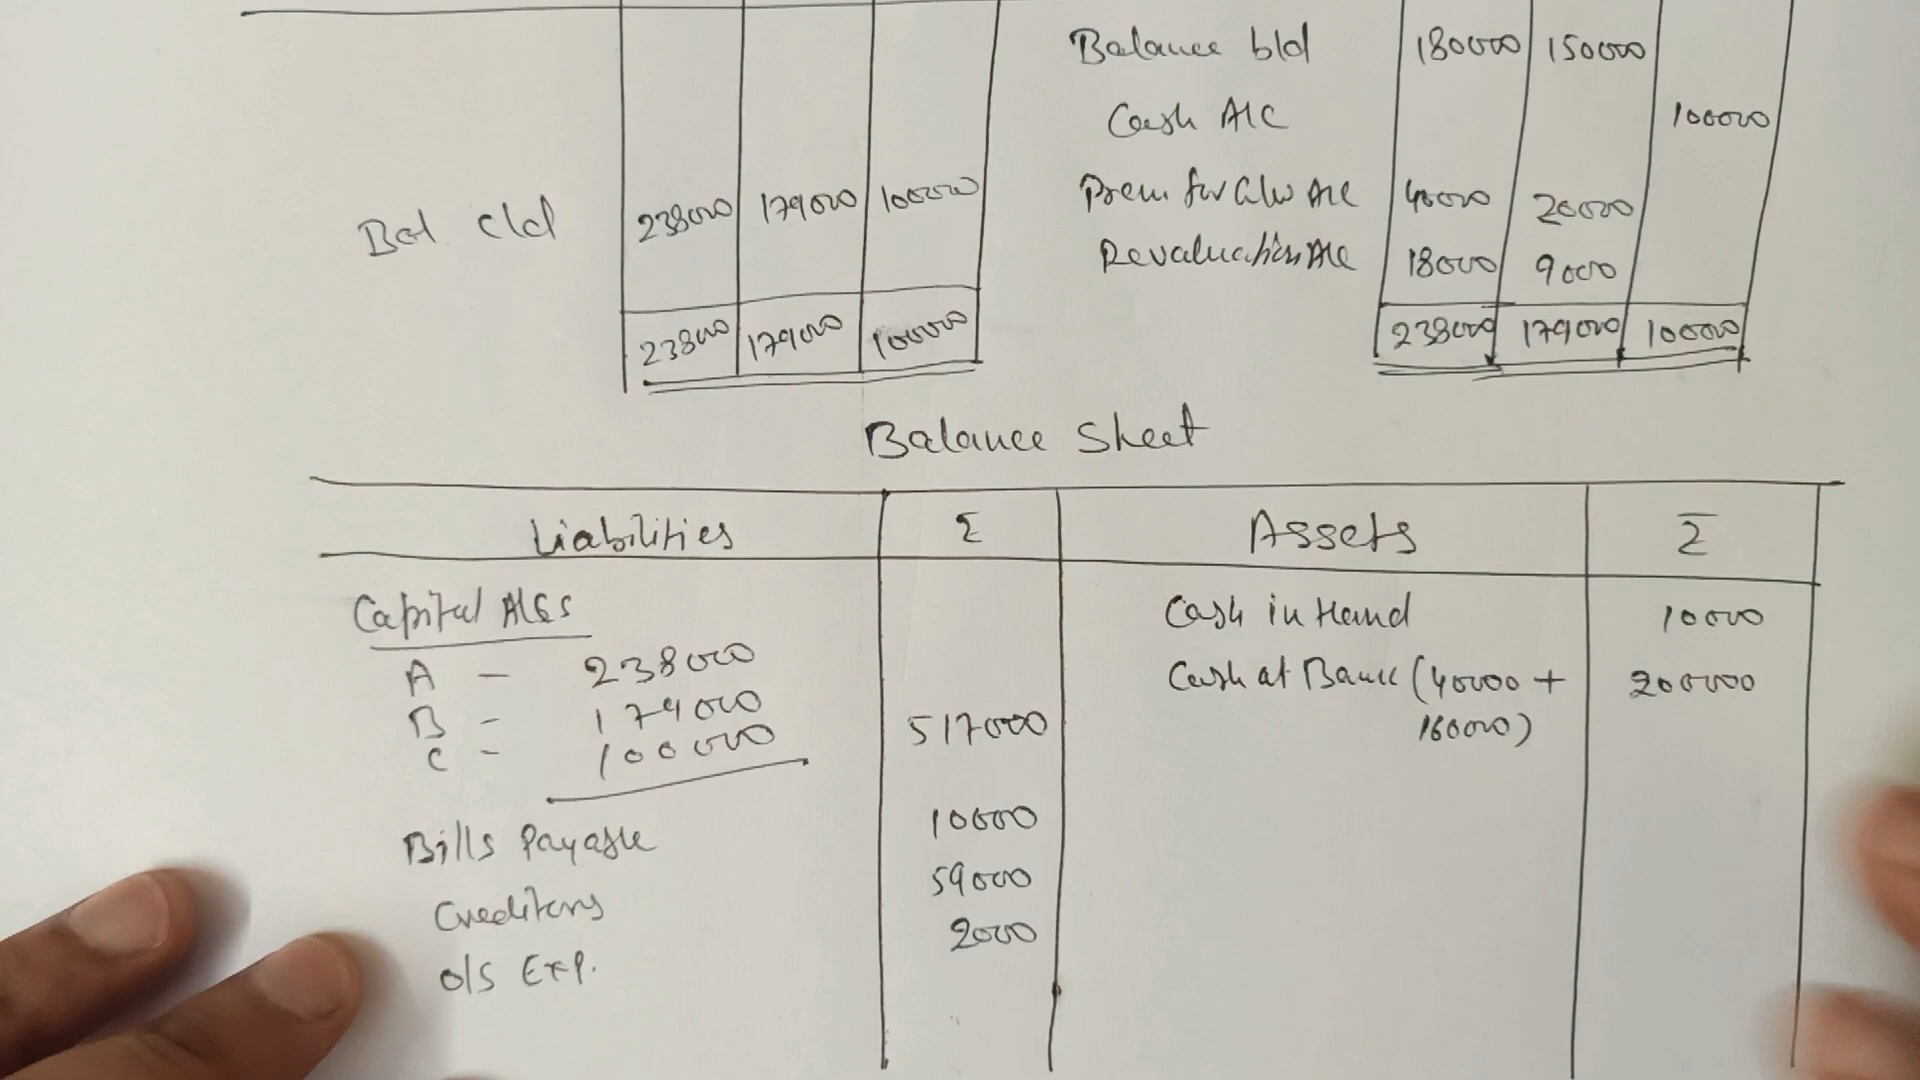 Balance b/d 180000 150000
Cash A/C 100000
Bal c/d 238000 179000 100000 Prem for G/w A/c 40000 20000
Revaluation A/c 18000 9000
238000 179000 100000 238000 179000 100000
Balance Sheet
Liabilities ₹ Assets ₹
Capital A/Cs Cash in Hand 10000
A - 238000 Cash at Bank (40000 + 200000
B - 179000 517000 160000)
C - 100000
Bills Payable 10000
Creditors 59000
O/S Exp. 2000